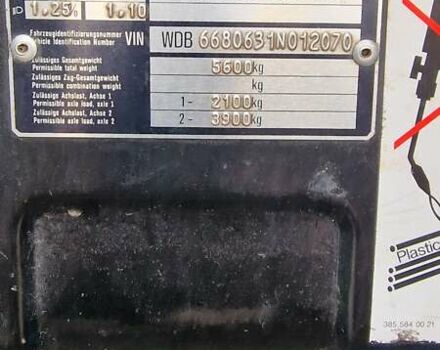 1.25% 1.10
Fahrzeugidentifizierungsnummer
Vehicle Identification Number VIN WDB 6680631N012070
Zulässiges Gesamtgewicht
Permissible total weight 5600kg
Zulässiges Zug-Gesamtgewicht
Permissible combination weight kg
Zulässige Achslast, Achse 1
Permissible axle load, axle 1 1- 2100kg
Zulässige Achslast, Achse 2
Permissible axle load, axle 2 2- 3900kg
Plastic
385 584 00 21